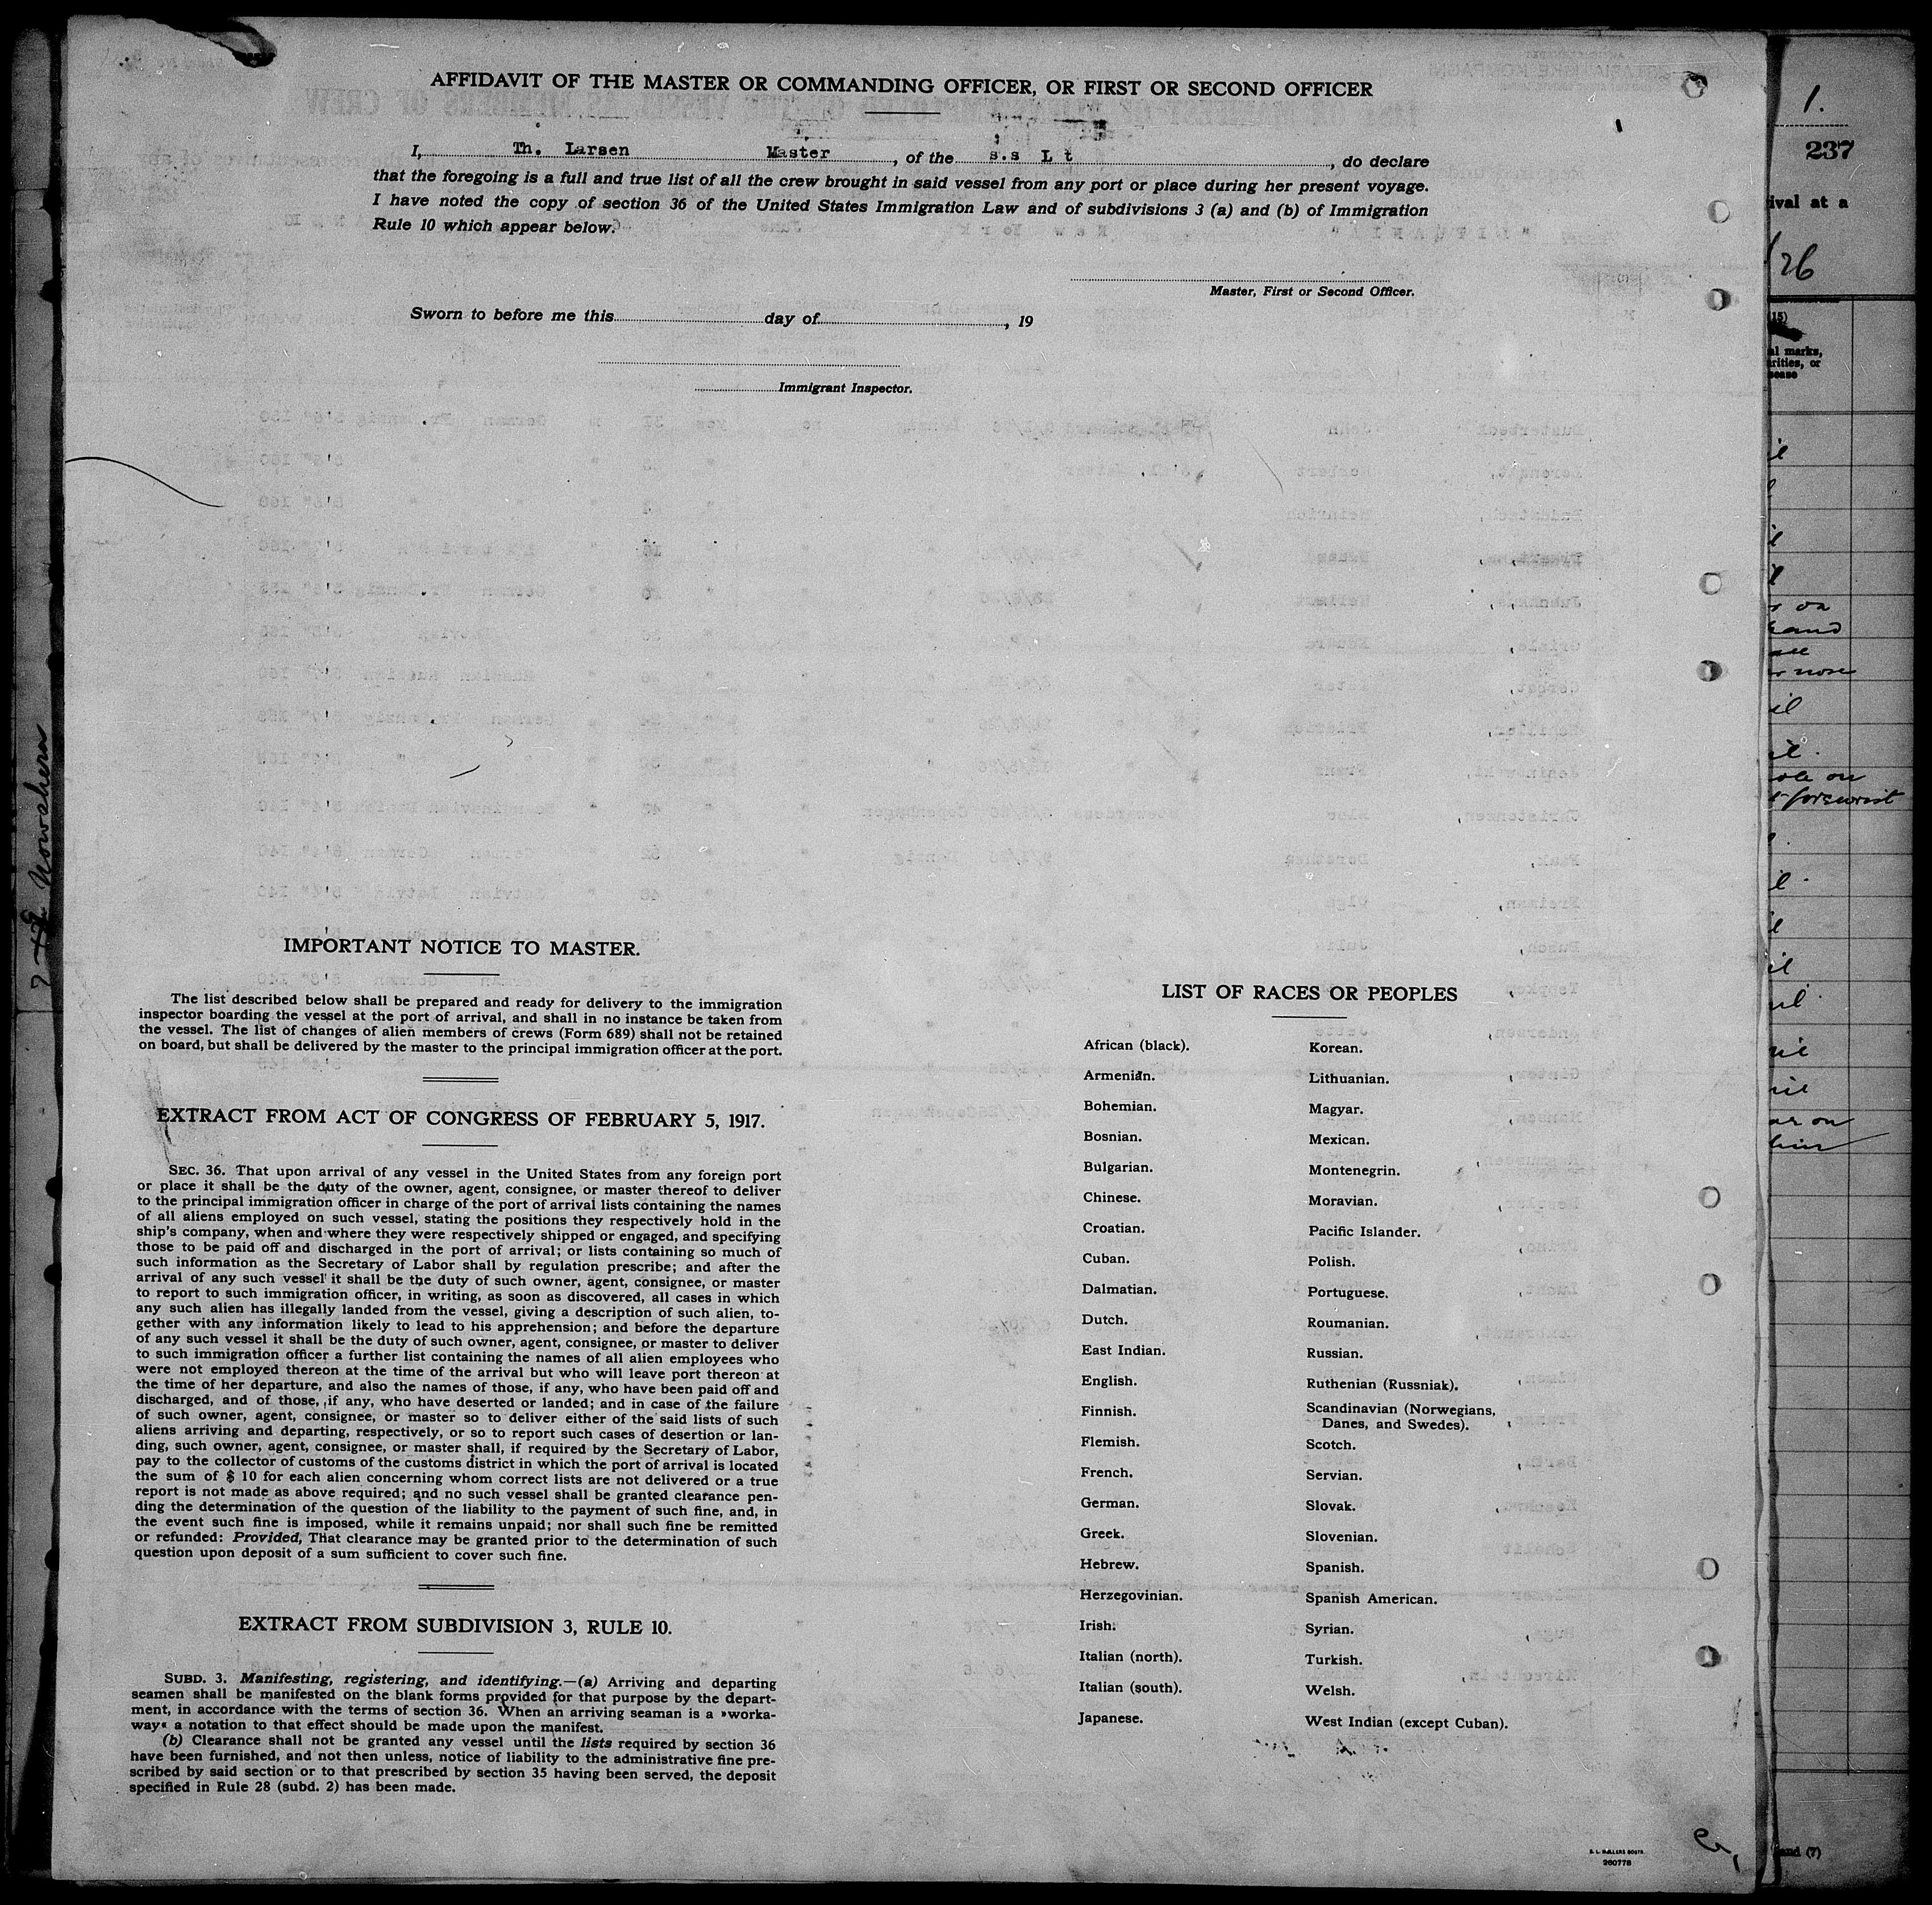 AFFIDAVIT OF THE MASTER OR COMMANDING OFFICER, OR FIRST OR SECOND OFFICER
I, Th. Larsen Master, of the s.s L t, do declare
that the foregoing is a full and true list of all the crew brought in said vessel from any port or place during her present voyage.
I have noted the copy of section 36 of the United States Immigration Law and of subdivisions 3 (a) and (b) of Immigration
Rule 10 which appear below.
Master, First or Second Officer.
Sworn to before me this day of , 19
Immigrant Inspector.
IMPORTANT NOTICE TO MASTER.
The list described below shall be prepared and ready for delivery to the immigration
inspector boarding the vessel at the port of arrival, and shall in no instance be taken from
the vessel. The list of changes of alien members of crews (Form 689) shall not be retained
on board, but shall be delivered by the master to the principal immigration officer at the port.
EXTRACT FROM ACT OF CONGRESS OF FEBRUARY 5, 1917.
SEC. 36. That upon arrival of any vessel in the United States from any foreign port
or place it shall be the duty of the owner, agent, consignee, or master thereof to deliver
to the principal immigration officer in charge of the port of arrival lists containing the names
of all aliens employed on such vessel, stating the positions they respectively hold in the
ship's company, when and where they were respectively shipped or engaged, and specifying
those to be paid off and discharged in the port of arrival; or lists containing so much of
such information as the Secretary of Labor shall by regulation prescribe; and after the
arrival of any such vessel it shall be the duty of such owner, agent, consignee, or master
to report to such immigration officer, in writing, as soon as discovered, all cases in which
any such alien has illegally landed from the vessel, giving a description of such alien, to-
gether with any information likely to lead to his apprehension; and before the departure
of any such vessel it shall be the duty of such owner, agent, consignee, or master to deliver
to such immigration officer a further list containing the names of all alien employees who
were not employed thereon at the time of the arrival but who will leave port thereon at
the time of her departure, and also the names of those, if any, who have been paid off and
discharged, and of those, if any, who have deserted or landed; and in case of the failure
of such owner, agent, consignee, or master so to deliver either of the said lists of such
aliens arriving and departing, respectively, or so to report such cases of desertion or lan-
ding, such owner, agent, consignee, or master shall, if required by the Secretary of Labor,
pay to the collector of customs of the customs district in which the port of arrival is located
the sum of $ 10 for each alien concerning whom correct lists are not delivered or a true
report is not made as above required; and no such vessel shall be granted clearance pen-
ding the determination of the question of the liability to the payment of such fine, and, in
the event such fine is imposed, while it remains unpaid; nor shall such fine be remitted
or refunded: Provided, That clearance may be granted prior to the determination of such
question upon deposit of a sum sufficient to cover such fine.
EXTRACT FROM SUBDIVISION 3, RULE 10.
SUBD. 3. Manifesting, registering, and identifying.—(a) Arriving and departing
seamen shall be manifested on the blank forms provided for that purpose by the depart-
ment, in accordance with the terms of section 36. When an arriving seaman is a »worka-
way« a notation to that effect should be made upon the manifest.
(b) Clearance shall not be granted any vessel until the lists required by section 36
have been furnished, and not then unless, notice of liability to the administrative fine pre-
scribed by said section or to that prescribed by section 35 having been served, the deposit
specified in Rule 28 (subd. 2) has been made.
LIST OF RACES OR PEOPLES
African (black).
Armenian.
Bohemian.
Bosnian.
Bulgarian.
Chinese.
Croatian.
Cuban.
Dalmatian.
Dutch.
East Indian.
English.
Finnish.
Flemish.
French.
German.
Greek.
Hebrew.
Herzegovinian.
Irish.
Italian (north).
Italian (south).
Japanese.
Korean.
Lithuanian.
Magyar.
Mexican.
Montenegrin.
Moravian.
Pacific Islander.
Polish.
Portuguese.
Roumanian.
Russian.
Ruthenian (Russniak).
Scandinavian (Norwegians,
Danes, and Swedes).
Scotch.
Servian.
Slovak.
Slovenian.
Spanish.
Spanish American.
Syrian.
Turkish.
Welsh.
West Indian (except Cuban).
260778
1.
237
ival at a
26
(15)
al marks,
arities, or
sease
and (7)